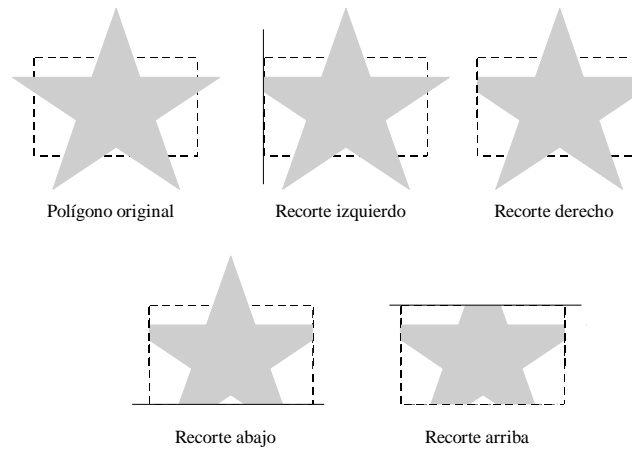 Polígono original
Recorte izquierdo
Recorte derecho
Recorte abajo
Recorte arriba